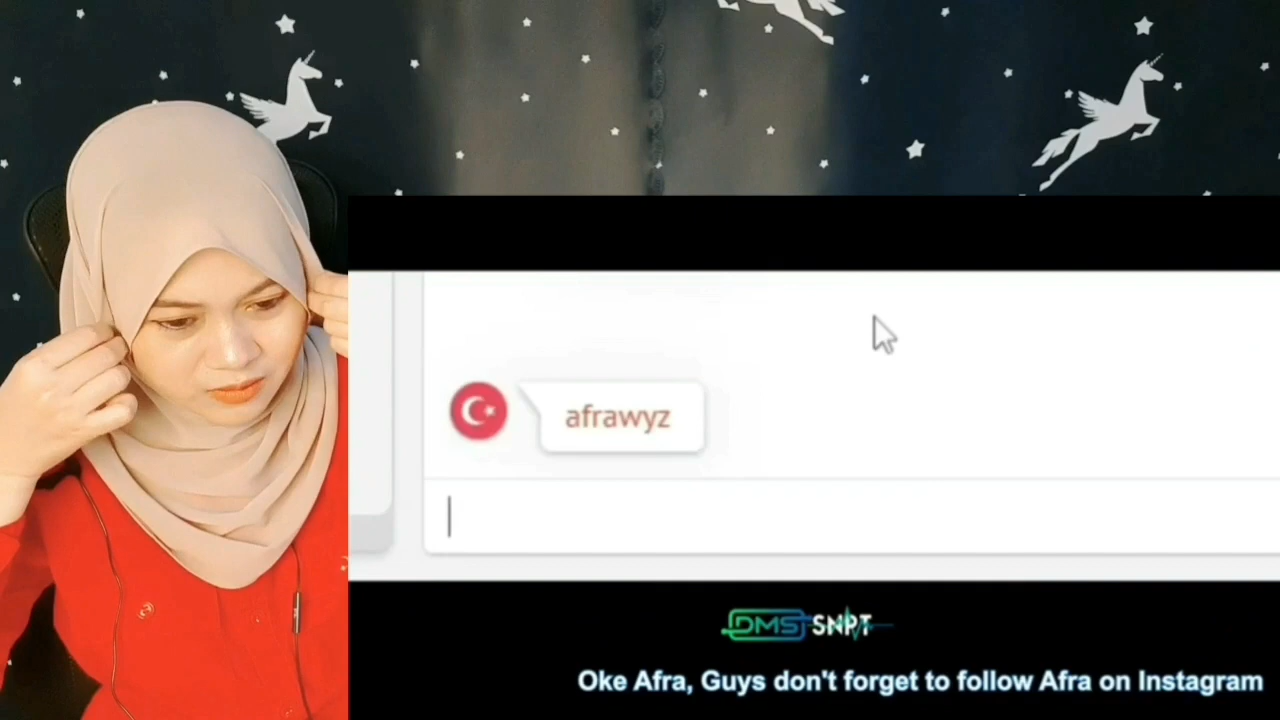 afrawyz
DMS SNPT
Oke Afra, Guys don't forget to follow Afra on Instagram